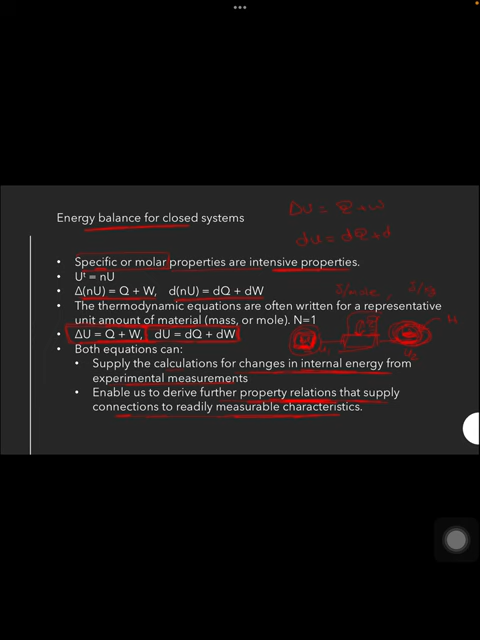 Energy balance for closed systems
ΔU = Q + W
dU = dQ + d
• Specific or molar properties are intensive properties.
• Uᵗ = nU
• Δ(nU) = Q + W, d(nU) = dQ + dW
• The thermodynamic equations are often written for a representative
unit amount of material (mass, or mole). N=1
ΔU = Q + W, dU = dQ + dW
• Both equations can:
• Supply the calculations for changes in internal energy from
experimental measurements
• Enable us to derive further property relations that supply
connections to readily measurable characteristics.